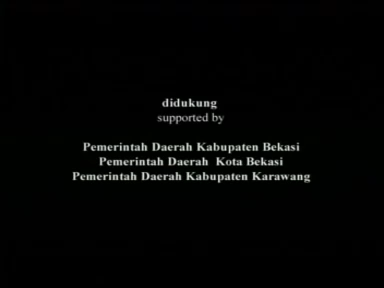 didukung
supported by
Pemerintah Daerah Kabupaten Bekasi
Pemerintah Daerah Kota Bekasi
Pemerintah Daerah Kabupaten Karawang